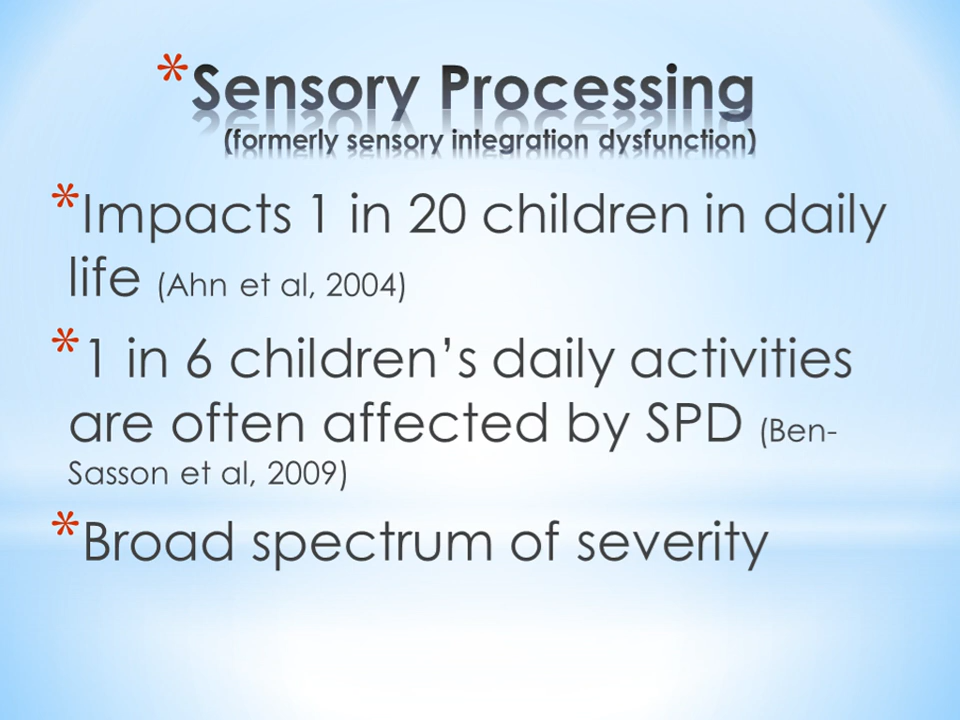 *Sensory Processing
(formerly sensory integration dysfunction)
*Impacts 1 in 20 children in daily
life (Ahn et al, 2004)
*1 in 6 children’s daily activities
are often affected by SPD (Ben-
Sasson et al, 2009)
*Broad spectrum of severity